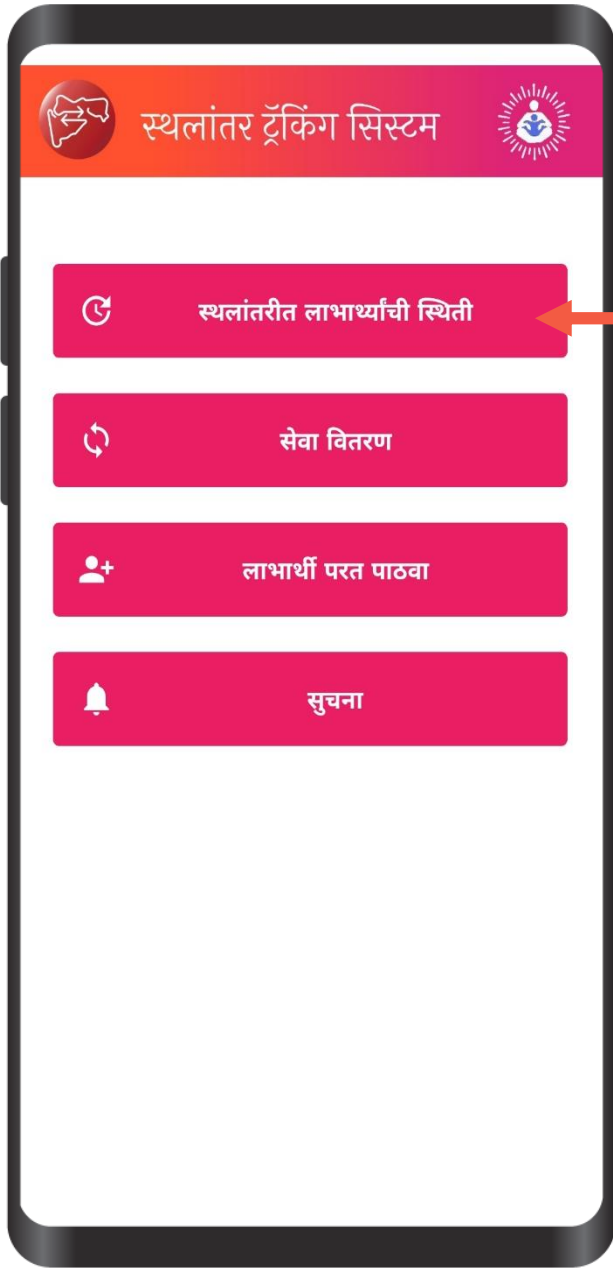 स्थलांतर ट्रॅकिंग सिस्टम
स्थलांतरीत लाभार्थ्यांची स्थिती
सेवा वितरण
लाभार्थी परत पाठवा
सुचना